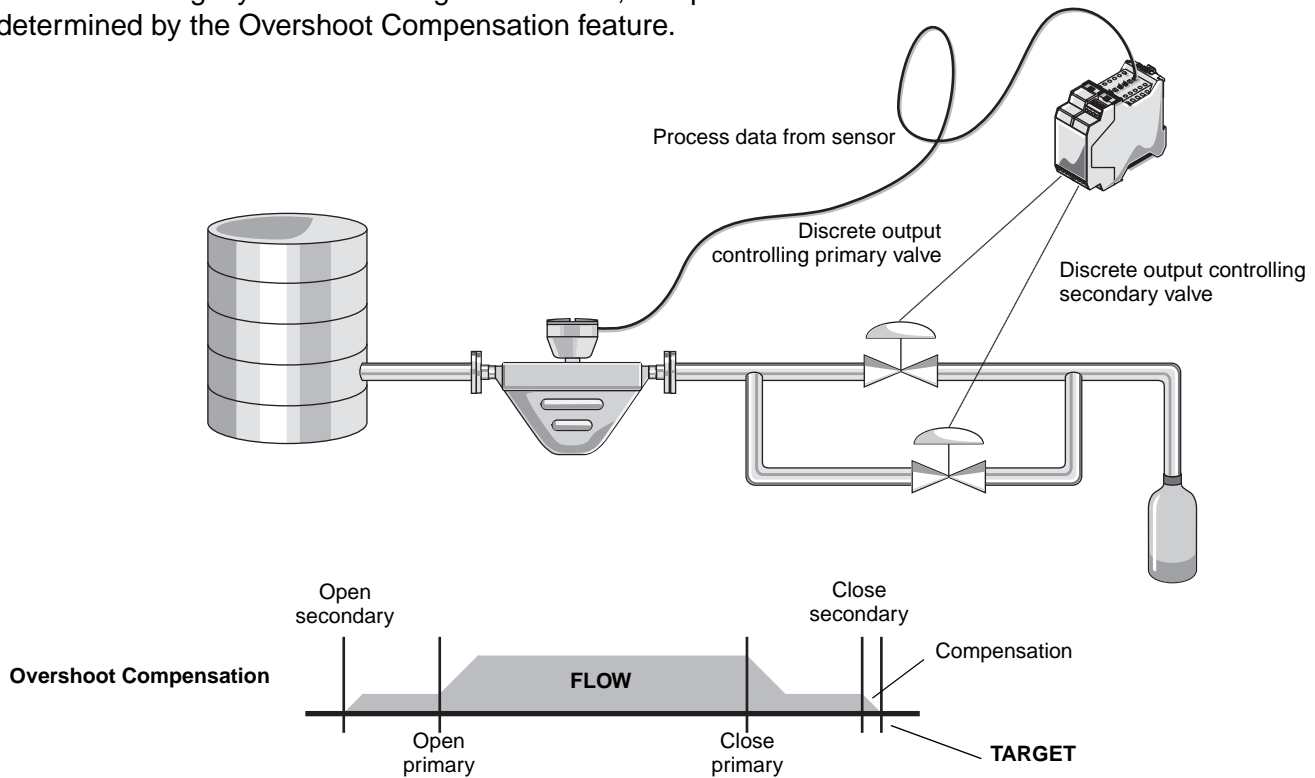 determined by the Overshoot Compensation feature.
Process data from sensor
Discrete output
controlling primary valve
Discrete output controlling
secondary valve
Open
secondary
Close
secondary
Compensation
Overshoot Compensation
FLOW
Open
primary
Close
primary
TARGET